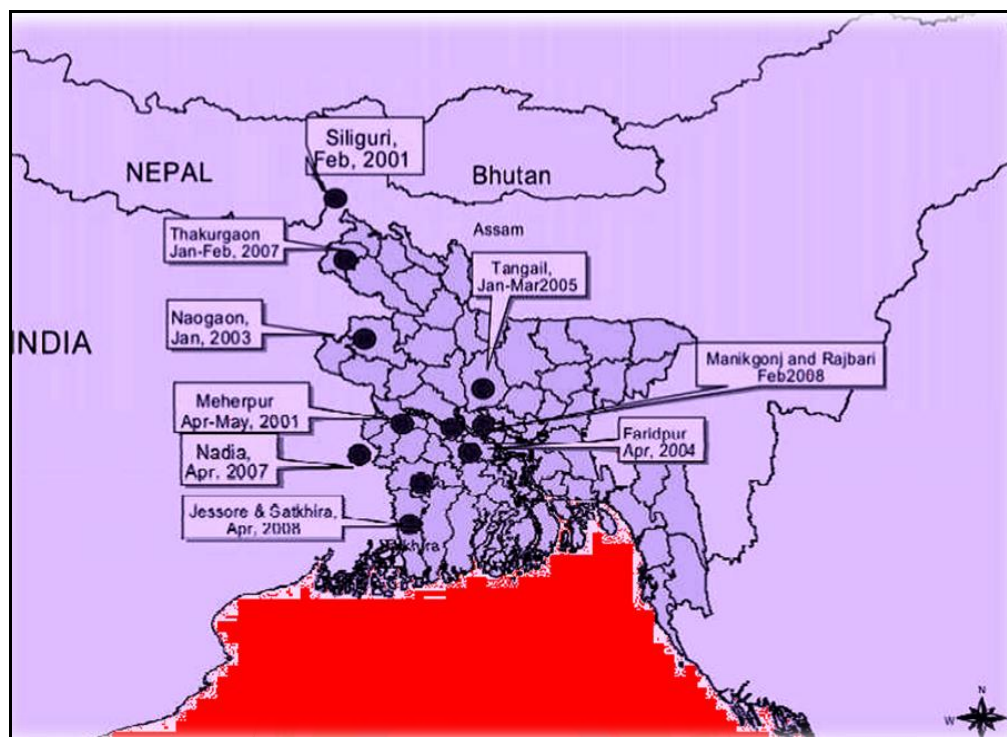 Siliguri,
Feb, 2001
NEPAL
Bhutan
Assam
Thakurgaon
Jan-Feb, 2007
Tangail,
Jan-Mar2005
Naogaon,
Jan, 2003
INDIA
Manikgonj and Rajbari
Feb2008
Meherpur
Apr-May, 2001
Faridpur
Apr, 2004
Nadia,
Apr, 2007
Jessore & Satkhira,
Apr, 2008
N
W